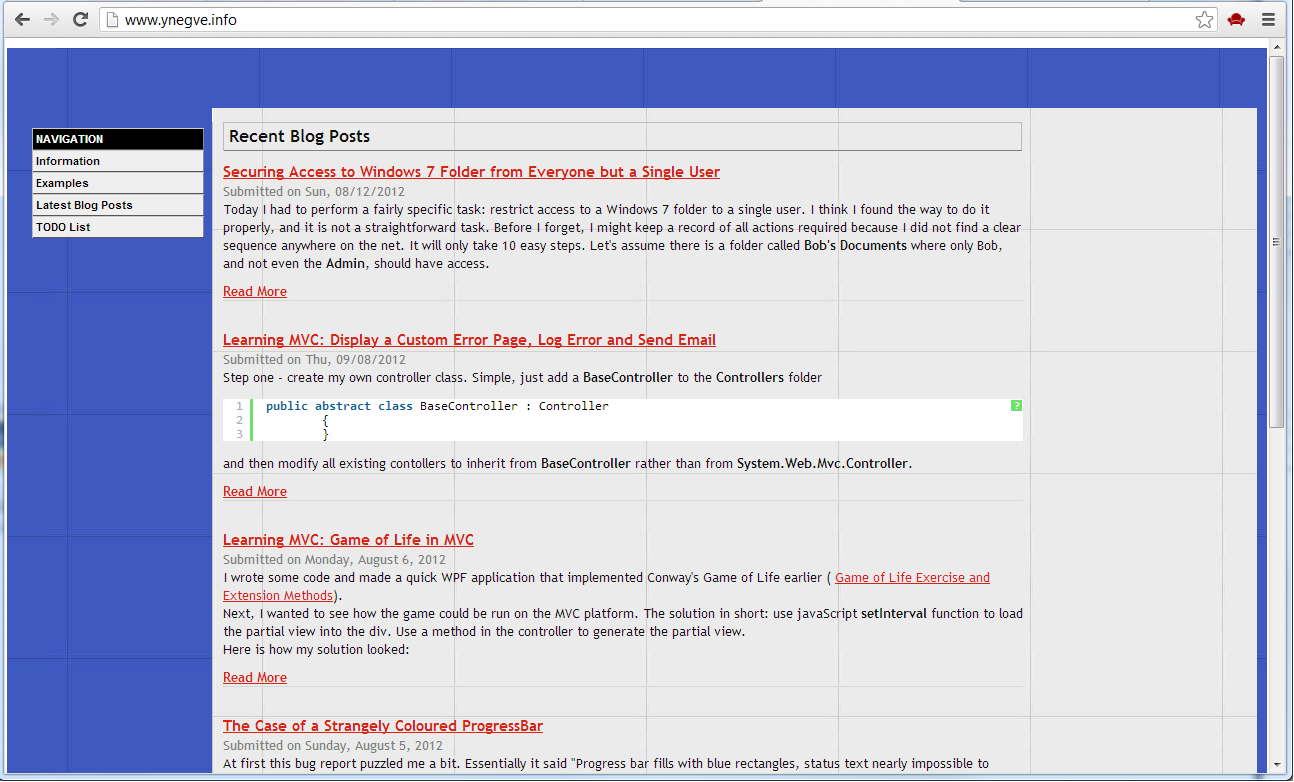 www.ynegve.info
NAVIGATION
Information
Examples
Latest Blog Posts
TODO List
Recent Blog Posts
Securing Access to Windows 7 Folder from Everyone but a Single User
Submitted on Sun, 08/12/2012
Today I had to perform a fairly specific task: restrict access to a Windows 7 folder to a single user. I think I found the way to do it
properly, and it is not a straightforward task. Before I forget, I might keep a record of all actions required because I did not find a clear
sequence anywhere on the net. It will only take 10 easy steps. Let's assume there is a folder called Bob's Documents where only Bob,
and not even the Admin, should have access.
Read More
Learning MVC: Display a Custom Error Page, Log Error and Send Email
Submitted on Thu, 09/08/2012
Step one - create my own controller class. Simple, just add a BaseController to the Controllers folder
1 public abstract class BaseController : Controller
2 {
3 }
?
and then modify all existing contollers to inherit from BaseController rather than from System.Web.Mvc.Controller.
Read More
Learning MVC: Game of Life in MVC
Submitted on Monday, August 6, 2012
I wrote some code and made a quick WPF application that implemented Conway's Game of Life earlier ( Game of Life Exercise and
Extension Methods).
Next, I wanted to see how the game could be run on the MVC platform. The solution in short: use javaScript setInterval function to load
the partial view into the div. Use a method in the controller to generate the partial view.
Here is how my solution looked:
Read More
The Case of a Strangely Coloured ProgressBar
Submitted on Sunday, August 5, 2012
At first this bug report puzzled me a bit. Essentially it said "Progress bar fills with blue rectangles, status text nearly impossible to